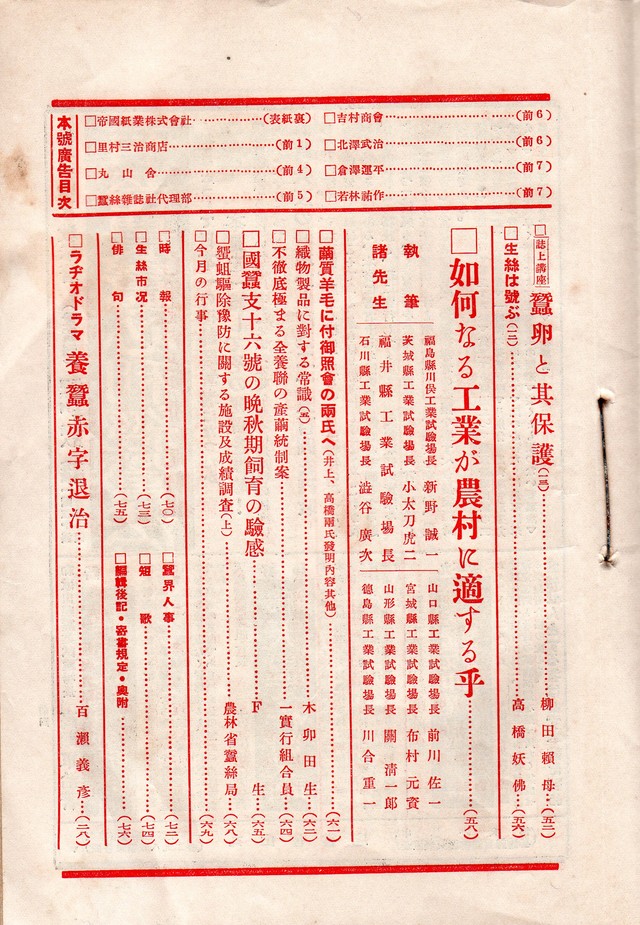 本號廣告目次
□帝國紙業株式會社……(表紙裏)
□里村三治商店……(前1)
□丸山舍……(前4)
□蠶絲雜誌社代理部……(前5)
□吉村商會……(前6)
□北澤武治……(前6)
□倉澤運平……(前7)
□若林祐作……(前7)
□誌上講座 蠶卵と其保護(一三)……柳田賴母…(五二)
□生絲は號ぶ(二二)……高橋妖佛…(五六)
□如何なる工業が農村に適する乎……(五八)
執筆諸先生
福島縣川俣工業試驗場長 新野誠一
茨城縣工業試驗場長 小太刀虎二
福井縣工業試驗場長
石川縣工業試驗場長 澁谷廣次
山口縣工業試驗場長 前川佐一
宮城縣工業試驗場長 布村元資
山形縣工業試驗場長 關清一郎
德島縣工業試驗場長 川合重一
□繭質羊毛に付御照會の兩氏へ(井上、高橋兩氏發明內容其他)……(六一)
□織物製品に對する常識(五)……木卯田生…(六二)
□不徹底極まる全養聯の產繭統制案……一實行組合員…(六四)
□國蠶支十六號の晚秋期飼育の驗感……F生…(六五)
□蠁蛆驅除豫防に關する施設及成績調查(上)……農林省蠶絲局…(六八)
□今月の行事……(六九)
□時報……(七〇)
□生絲市況……(七三)
□俳句……(七五)
□蠶界人事……(七二)
□短歌……(七四)
□編輯後記・寄書規定・奧附……(七六)
□ラヂオドラマ 養蠶赤字退治……百瀨義彥…(二八)